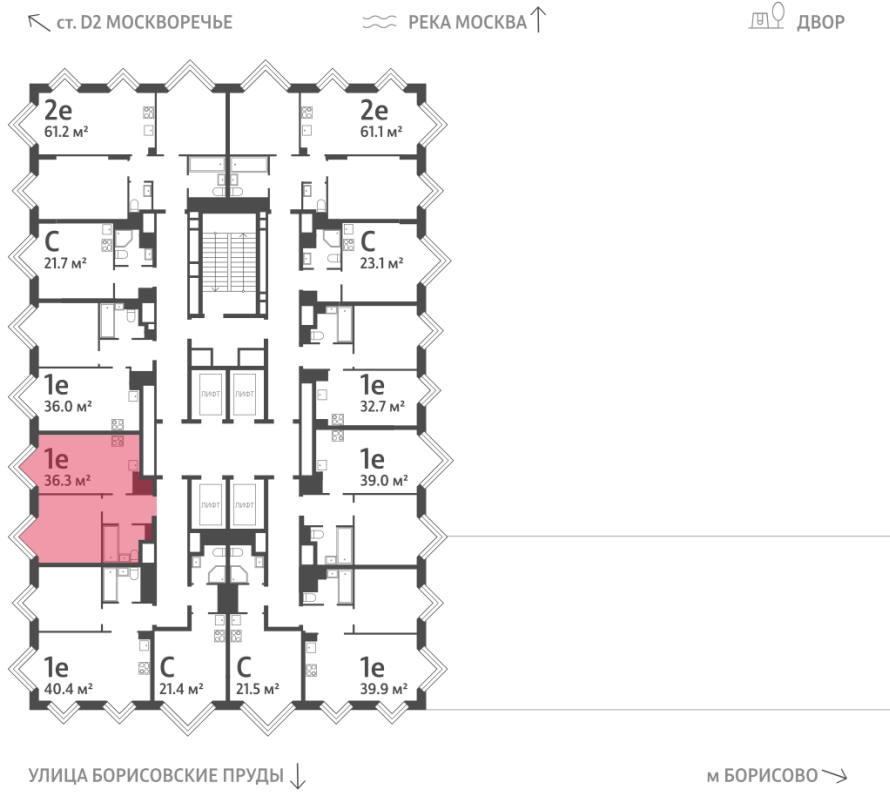 ст. D2 МОСКВОРЕЧЬЕ
РЕКА МОСКВА
ДВОР
2е
61.2 м²
2е
61.1 м²
С
21.7 м²
С
23.1 м²
1е
36.0 м²
ЛИФТ
ЛИФТ
1е
32.7 м²
1е
36.3 м²
1е
39.0 м²
ЛИФТ
ЛИФТ
1е
40.4 м²
С
21.4 м²
С
21.5 м²
1е
39.9 м²
УЛИЦА БОРИСОВСКИЕ ПРУДЫ
м БОРИСОВО